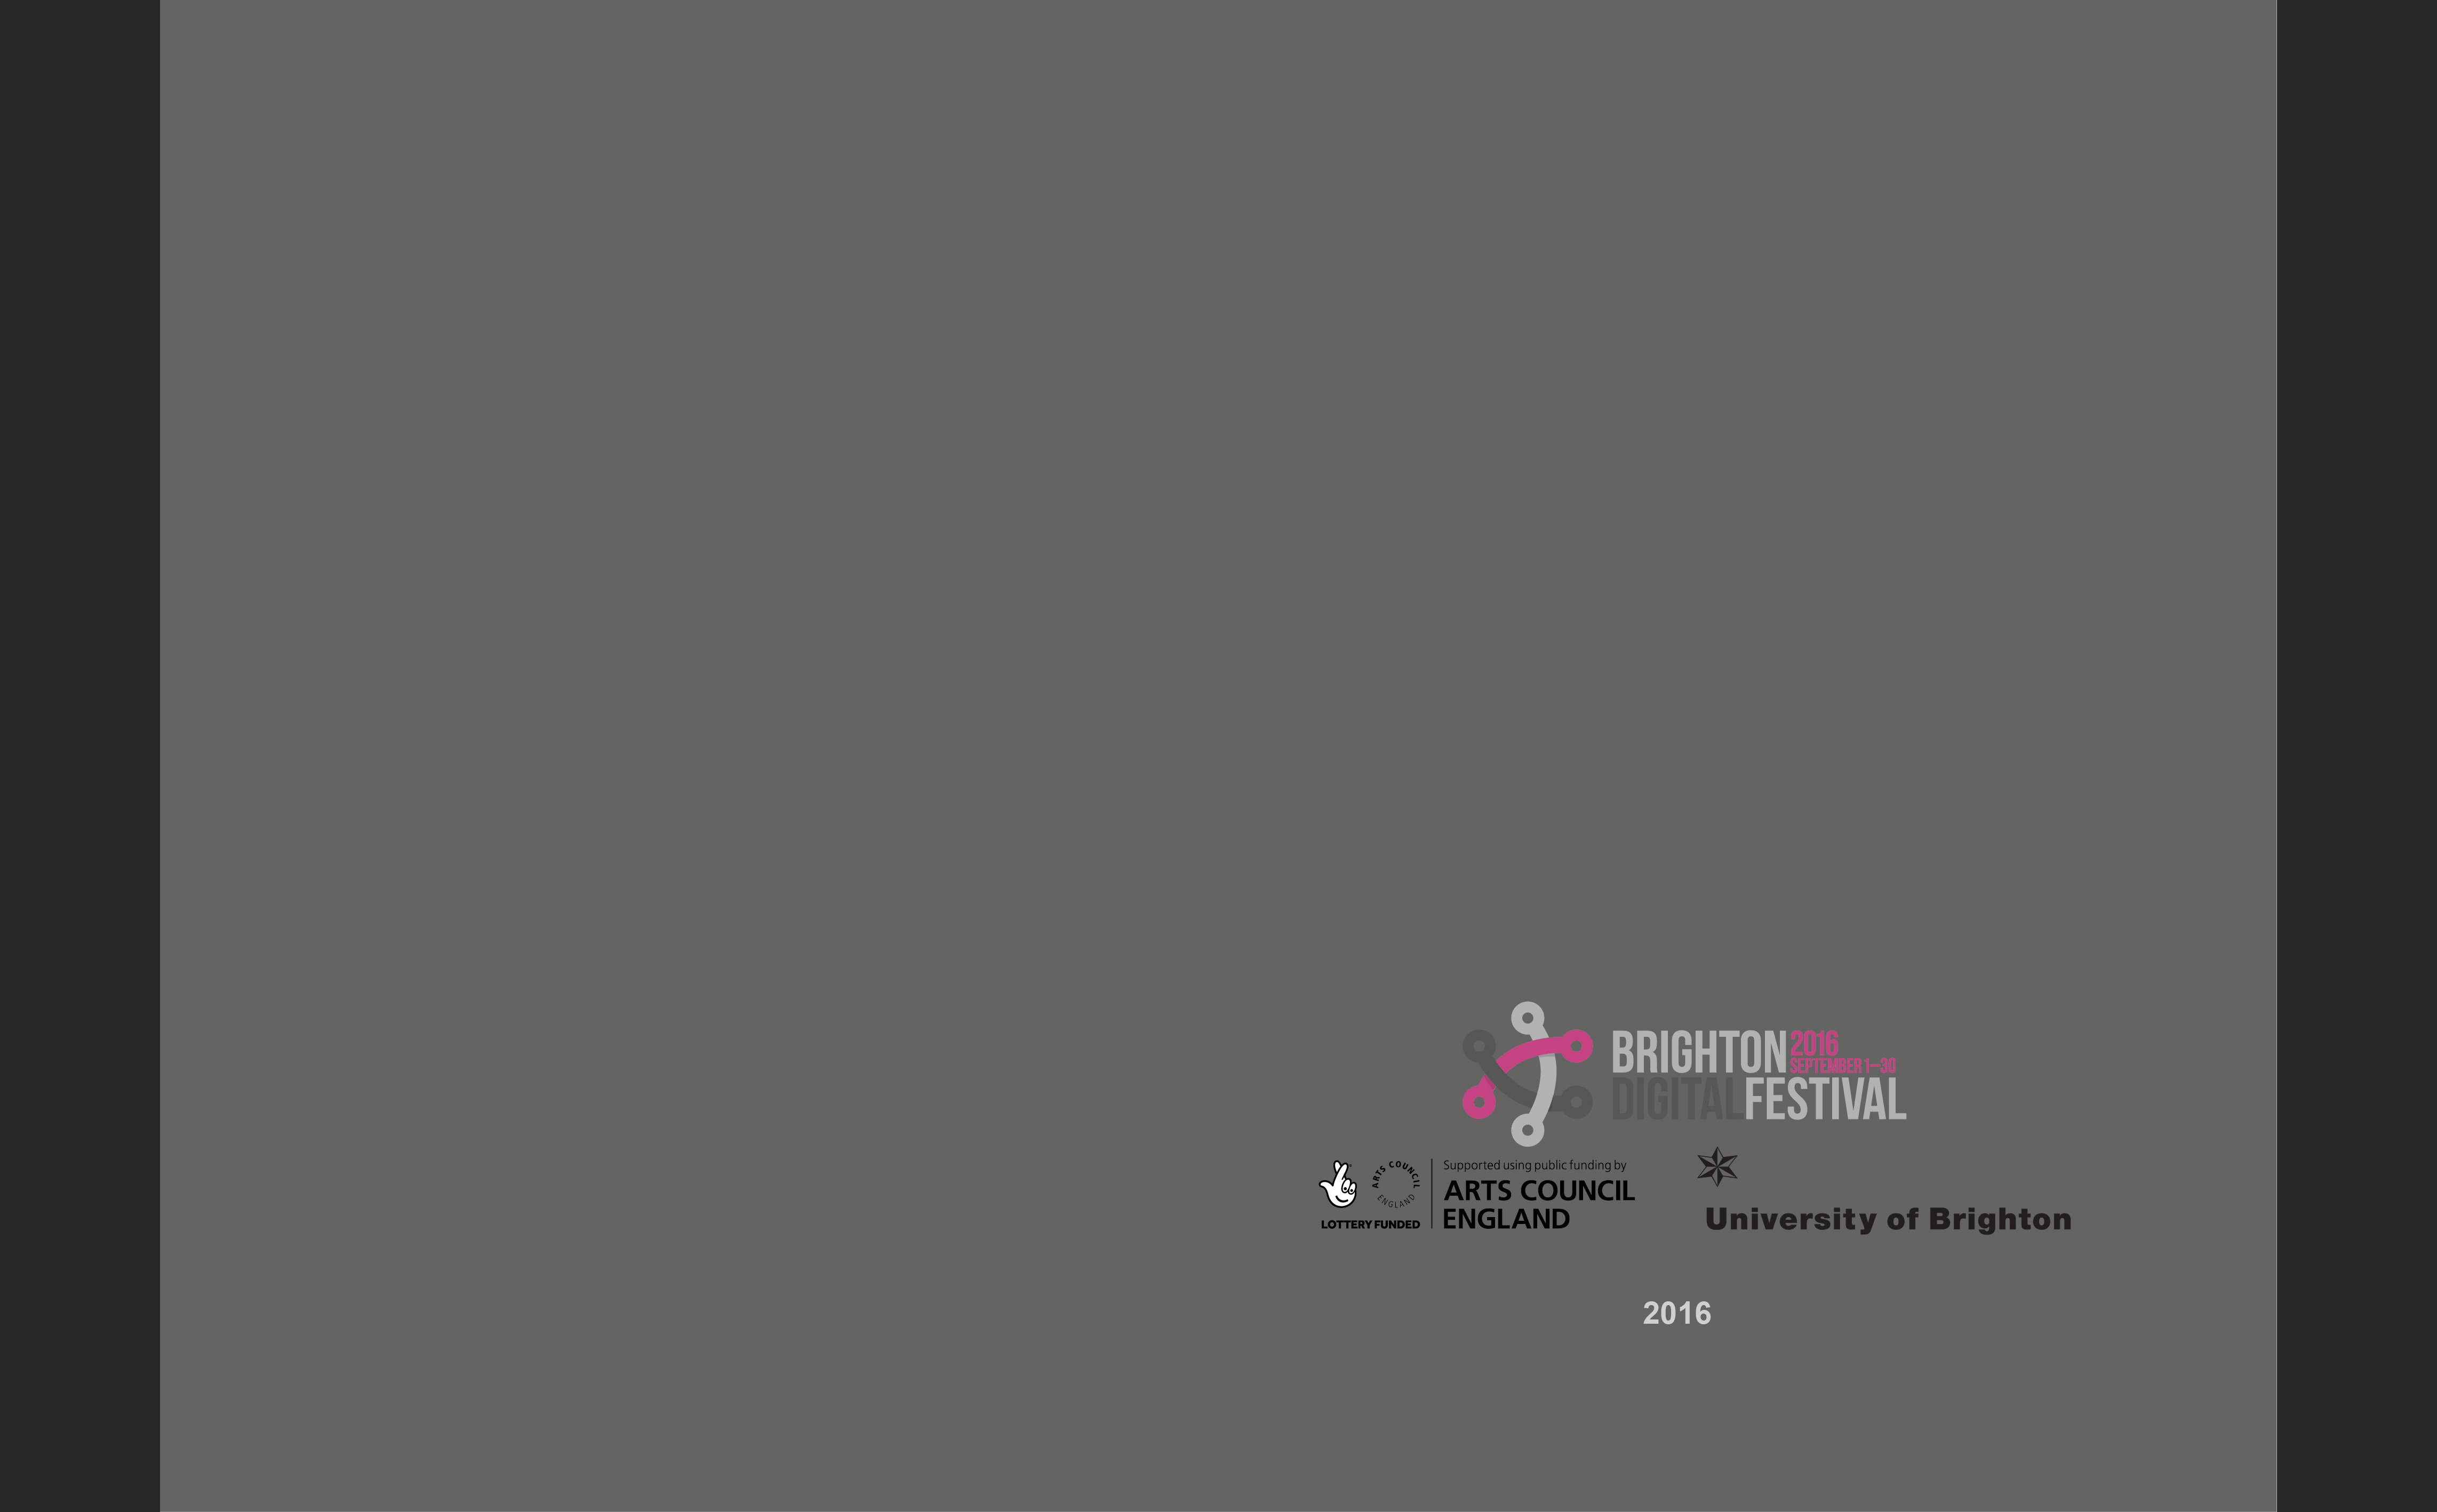 BRIGHTON 2016
SEPTEMBER 1–30
DIGITAL FESTIVAL
ARTS COUNCIL
ENGLAND
LOTTERY FUNDED
Supported using public funding by
ARTS COUNCIL
ENGLAND
University of Brighton
2016